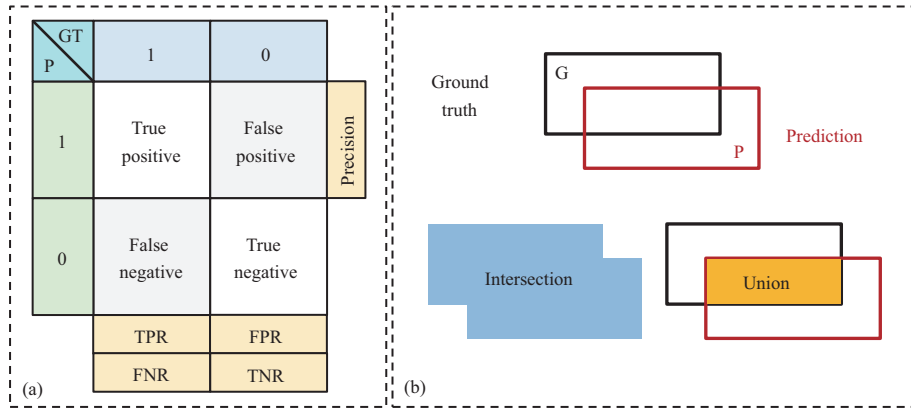 GT
P
1
0
1
True
positive
False
positive
Precision
0
False
negative
True
negative
TPR
FPR
FNR
TNR
(a)
Ground
truth
G
P
Prediction
Intersection
Union
(b)